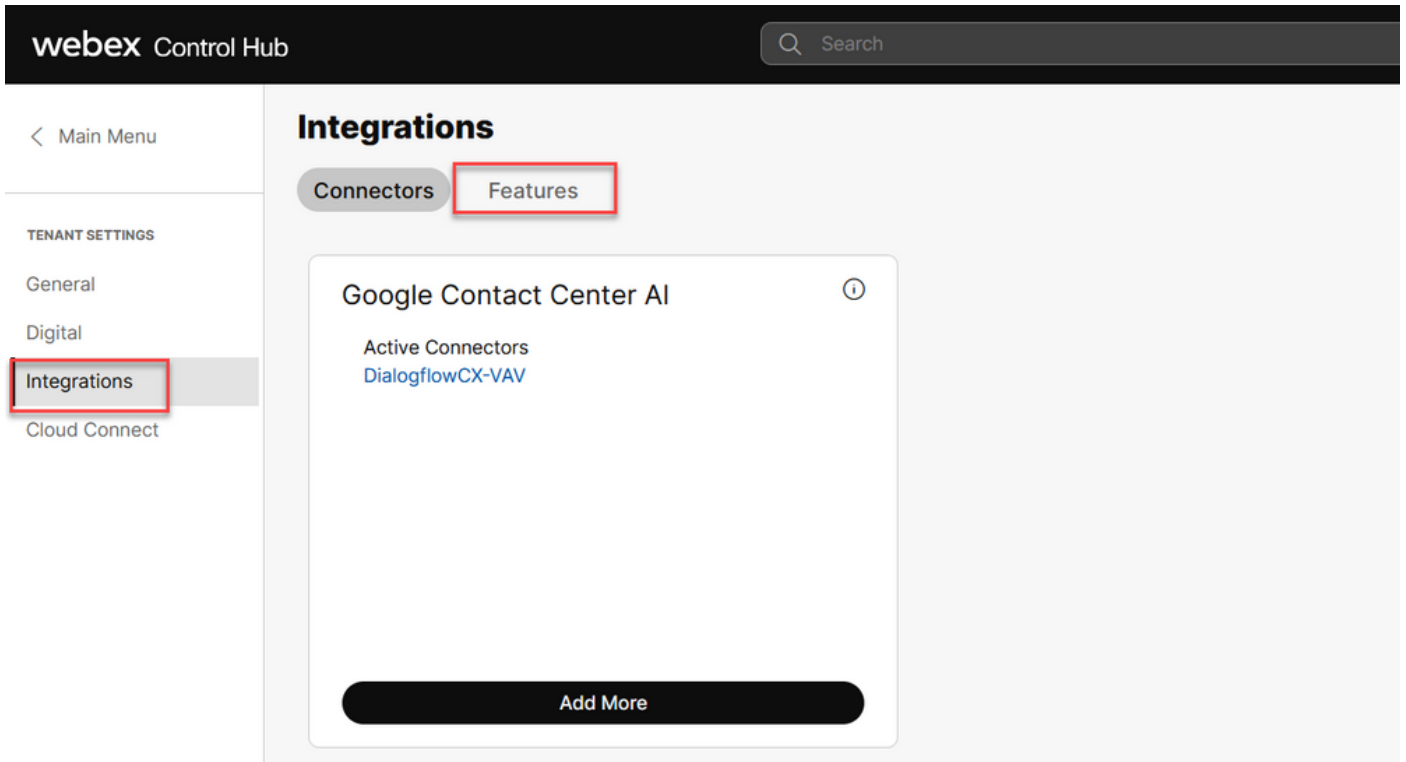 webex Control Hub
Search
Main Menu
TENANT SETTINGS
General
Digital
Integrations
Cloud Connect
Integrations
Connectors Features
Google Contact Center AI
Active Connectors
DialogflowCX-VAV
Add More